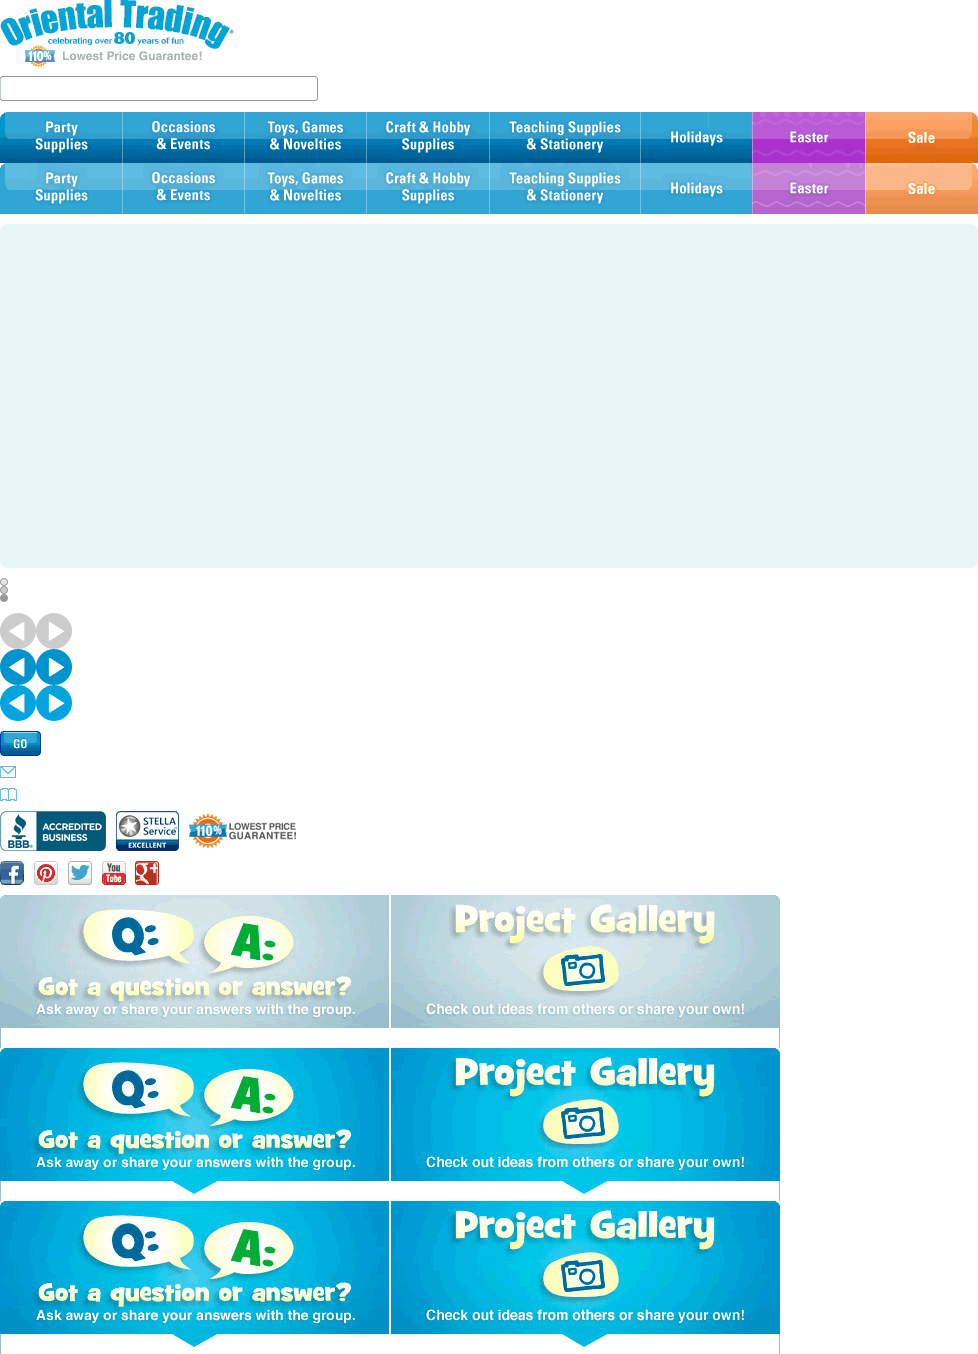 Oriental Trading®
celebrating over 80 years of fun
110% Lowest Price Guarantee!
Party Supplies
Occasions & Events
Toys, Games & Novelties
Craft & Hobby Supplies
Teaching Supplies & Stationery
Holidays
Easter
Sale
Party Supplies
Occasions & Events
Toys, Games & Novelties
Craft & Hobby Supplies
Teaching Supplies & Stationery
Holidays
Easter
Sale
GO
BBB
ACCREDITED
BUSINESS
STELLA
Service
EXCELLENT
110%
LOWEST PRICE
GUARANTEE!
You
Tube
Q: A:
Got a question or answer?
Ask away or share your answers with the group.
Project Gallery
Check out ideas from others or share your own!
Q: A:
Got a question or answer?
Ask away or share your answers with the group.
Project Gallery
Check out ideas from others or share your own!
Q: A:
Got a question or answer?
Ask away or share your answers with the group.
Project Gallery
Check out ideas from others or share your own!